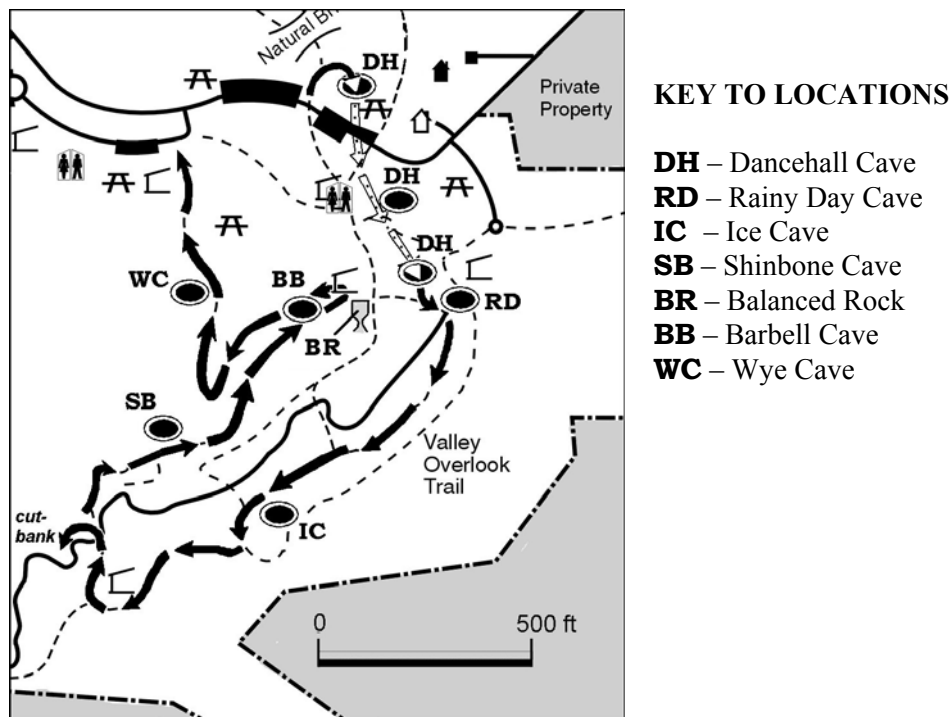 Natural Bri
DH
Private
Property
DH
DH
WC
BB
RD
BR
SB
Valley
Overlook
Trail
cut-
bank
IC
0 500 ft
KEY TO LOCATIONS
DH – Dancehall Cave
RD – Rainy Day Cave
IC – Ice Cave
SB – Shinbone Cave
BR – Balanced Rock
BB – Barbell Cave
WC – Wye Cave